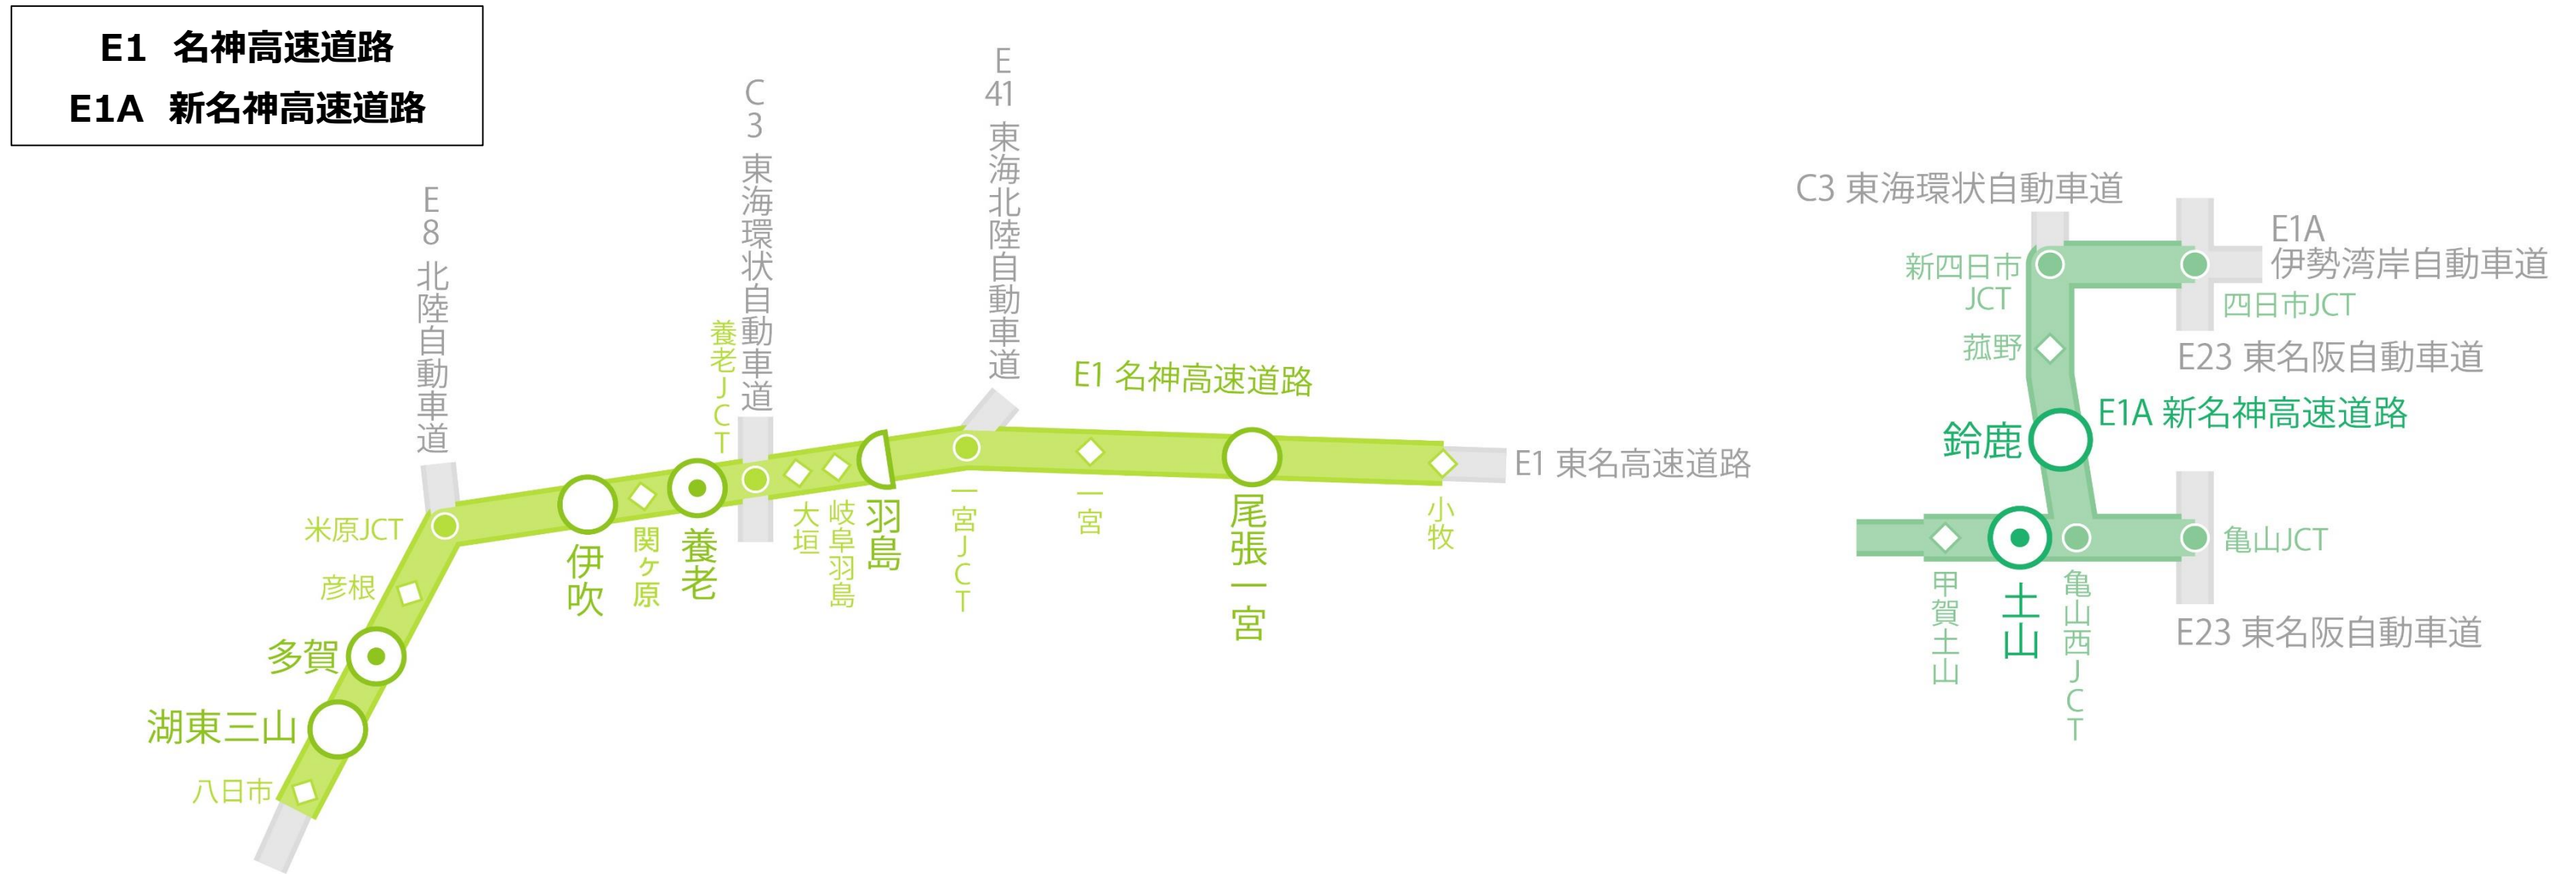 E1 名神高速道路
E1A 新名神高速道路
E8 北陸自動車道
C3 東海環状自動車道
E41 東海北陸自動車道
E1 名神高速道路
E1 東名高速道路
養老JCT
米原JCT
彦根
多賀
湖東三山
八日市
伊吹
関ヶ原
養老
大垣
岐阜羽島
羽島
一宮JCT
一宮
尾張一宮
小牧
C3 東海環状自動車道
E1A
伊勢湾岸自動車道
新四日市
JCT
四日市JCT
菰野
E23 東名阪自動車道
E1A 新名神高速道路
鈴鹿
亀山JCT
甲賀土山
土山
亀山西JCT
E23 東名阪自動車道